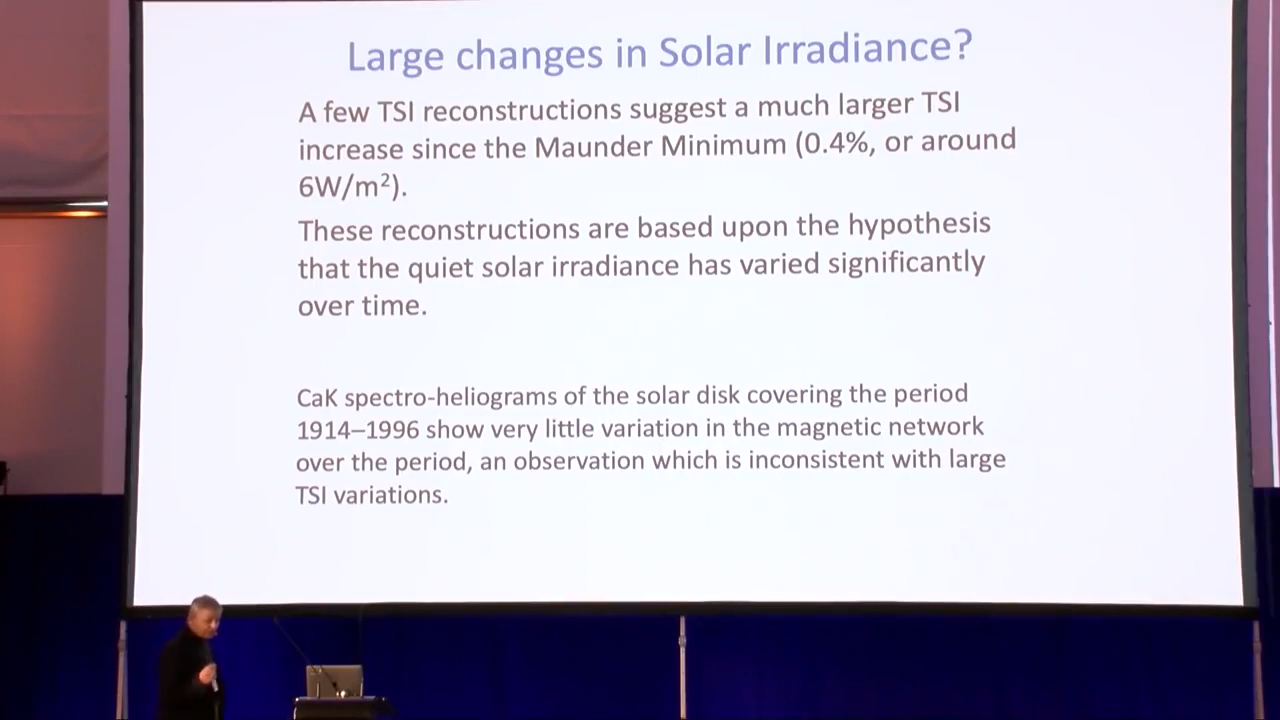 Large changes in Solar Irradiance?
A few TSI reconstructions suggest a much larger TSI
increase since the Maunder Minimum (0.4%, or around
6W/m²).
These reconstructions are based upon the hypothesis
that the quiet solar irradiance has varied significantly
over time.
CaK spectro-heliograms of the solar disk covering the period
1914–1996 show very little variation in the magnetic network
over the period, an observation which is inconsistent with large
TSI variations.